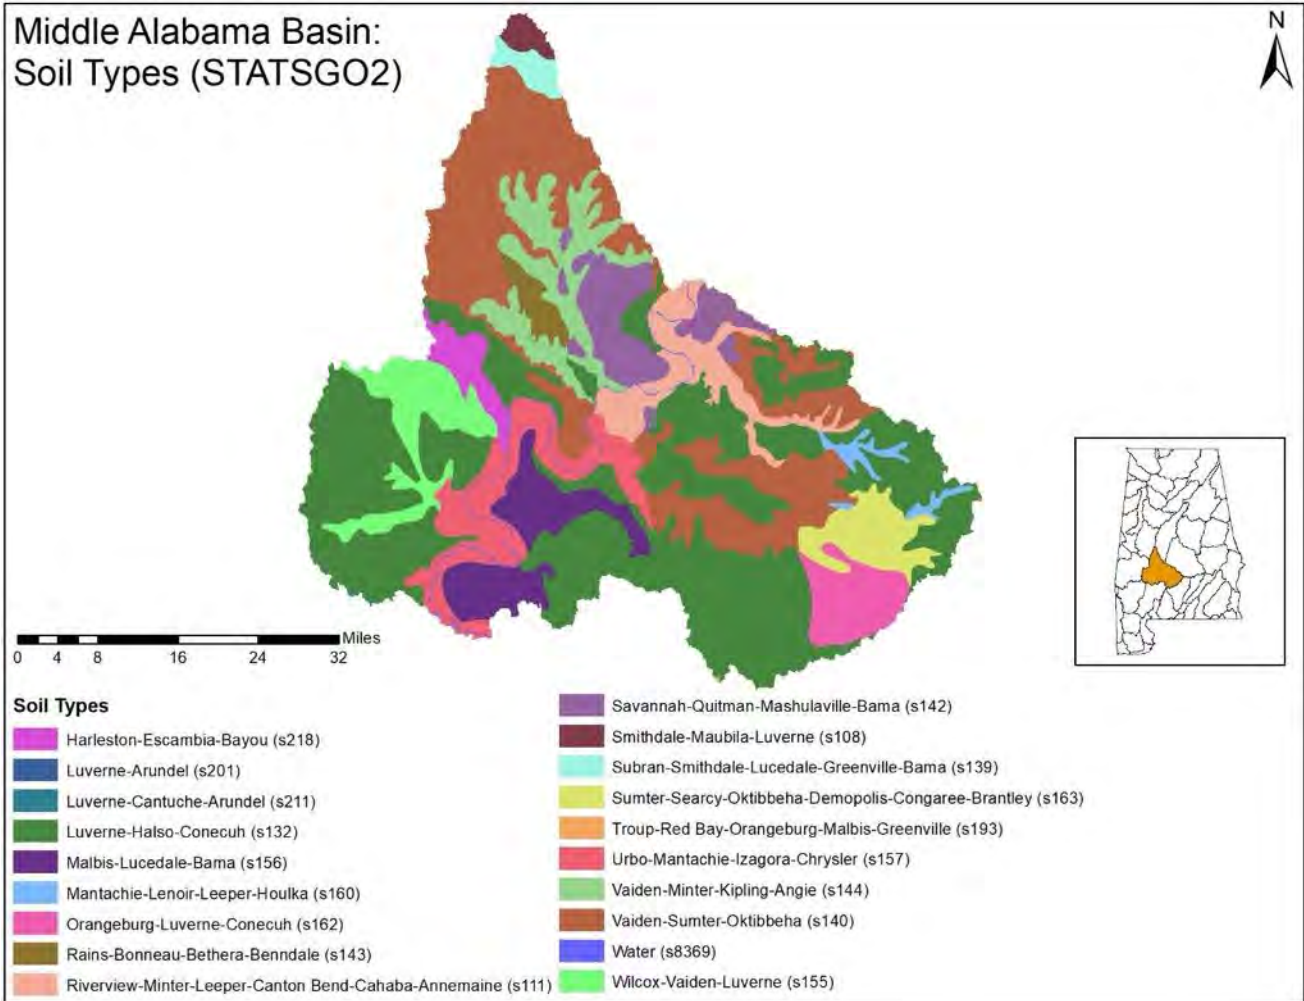 Middle Alabama Basin:
Soil Types (STATSGO2)
N
Miles
0 4 8 16 24 32
Soil Types
Harleston-Escambia-Bayou (s218)
Luverne-Arundel (s201)
Luverne-Cantuche-Arundel (s211)
Luverne-Halso-Conecuh (s132)
Malbis-Lucedale-Bama (s156)
Mantachie-Lenoir-Leeper-Houlka (s160)
Orangeburg-Luverne-Conecuh (s162)
Rains-Bonneau-Bethera-Benndale (s143)
Riverview-Minter-Leeper-Canton Bend-Cahaba-Annemaine (s111)
Savannah-Quitman-Mashulaville-Bama (s142)
Smithdale-Maubila-Luverne (s108)
Subran-Smithdale-Lucedale-Greenville-Bama (s139)
Sumter-Searcy-Oktibbeha-Demopolis-Congaree-Brantley (s163)
Troup-Red Bay-Orangeburg-Malbis-Greenville (s193)
Urbo-Mantachie-Izagora-Chrysler (s157)
Vaiden-Minter-Kipling-Angie (s144)
Vaiden-Sumter-Oktibbeha (s140)
Water (s8369)
Wilcox-Vaiden-Luverne (s155)